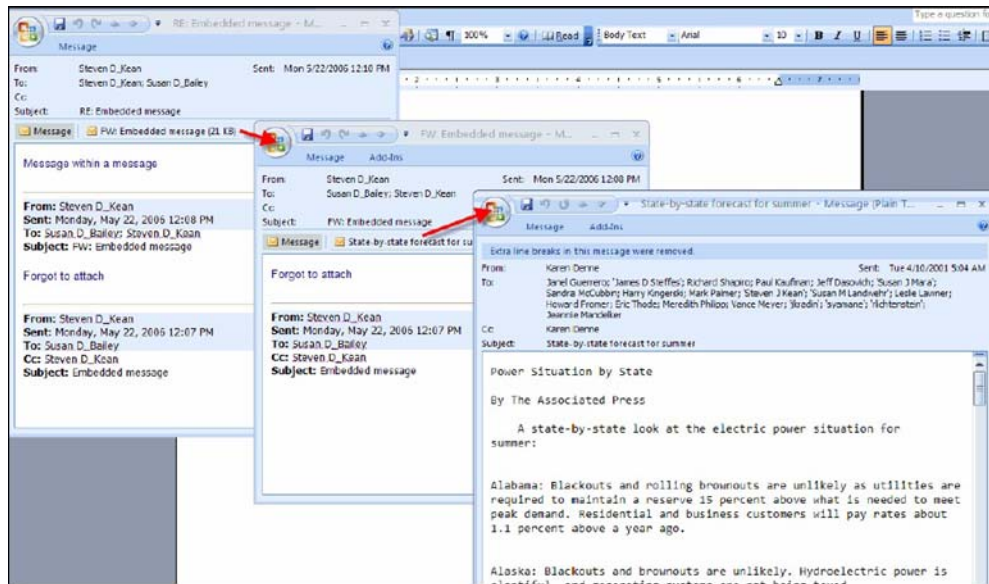 Type a question fo
100%
Read
Body Text
Arial
10
B I U
RE: Embedded message - M...
Message
From: Steven D_Kean Sent: Mon 5/22/2006 12:10 PM
To: Steven D_Kean; Susan D_Bailey
Cc:
Subject: RE: Embedded message
Message FW: Embedded message (21 KB)
Message within a message
From: Steven D_Kean
Sent: Monday, May 22, 2006 12:08 PM
To: Susan D_Bailey; Steven D_Kean
Subject: FW: Embedded message
Forgot to attach
From: Steven D_Kean
Sent: Monday, May 22, 2006 12:07 PM
To: Susan D_Bailey
Cc: Steven D_Kean
Subject: Embedded message
FW: Embedded message - M...
Message Add-Ins
From: Steven D_Kean Sent: Mon 5/22/2006 12:08 PM
To: Susan D_Bailey; Steven D_Kean
Cc:
Subject: FW: Embedded message
Message State-by-state forecast for su
Forgot to attach
From: Steven D_Kean
Sent: Monday, May 22, 2006 12:07 PM
To: Susan D_Bailey
Cc: Steven D_Kean
Subject: Embedded message
State-by-state forecast for summer - Message (Plain T...
Message Add-Ins
Extra line breaks in this message were removed.
From: Karen Denne Sent: Tue 4/10/2001 5:04 AM
To: Janel Guerrero; 'James D Steffes'; Richard Shapiro; Paul Kaufman; Jeff Dasovich; 'Susan J Mara';
Sandra McCubbin; Harry Kingerski; Mark Palmer; 'Steven J Kean'; 'Susan M Landwehr'; Leslie Lawner;
Howard Fromer; Eric Thode; Meredith Philipp; Vance Meyer; 'jkradin'; 'syamane'; 'rlichtenstein';
Jeannie Mandelker
Cc: Karen Denne
Subject: State-by-state forecast for summer
Power Situation by State
By The Associated Press
A state-by-state look at the electric power situation for
summer:
Alabama: Blackouts and rolling brownouts are unlikely as utilities are
required to maintain a reserve 15 percent above what is needed to meet
peak demand. Residential and business customers will pay rates about
1.1 percent above a year ago.
Alaska: Blackouts and brownouts are unlikely. Hydroelectric power is